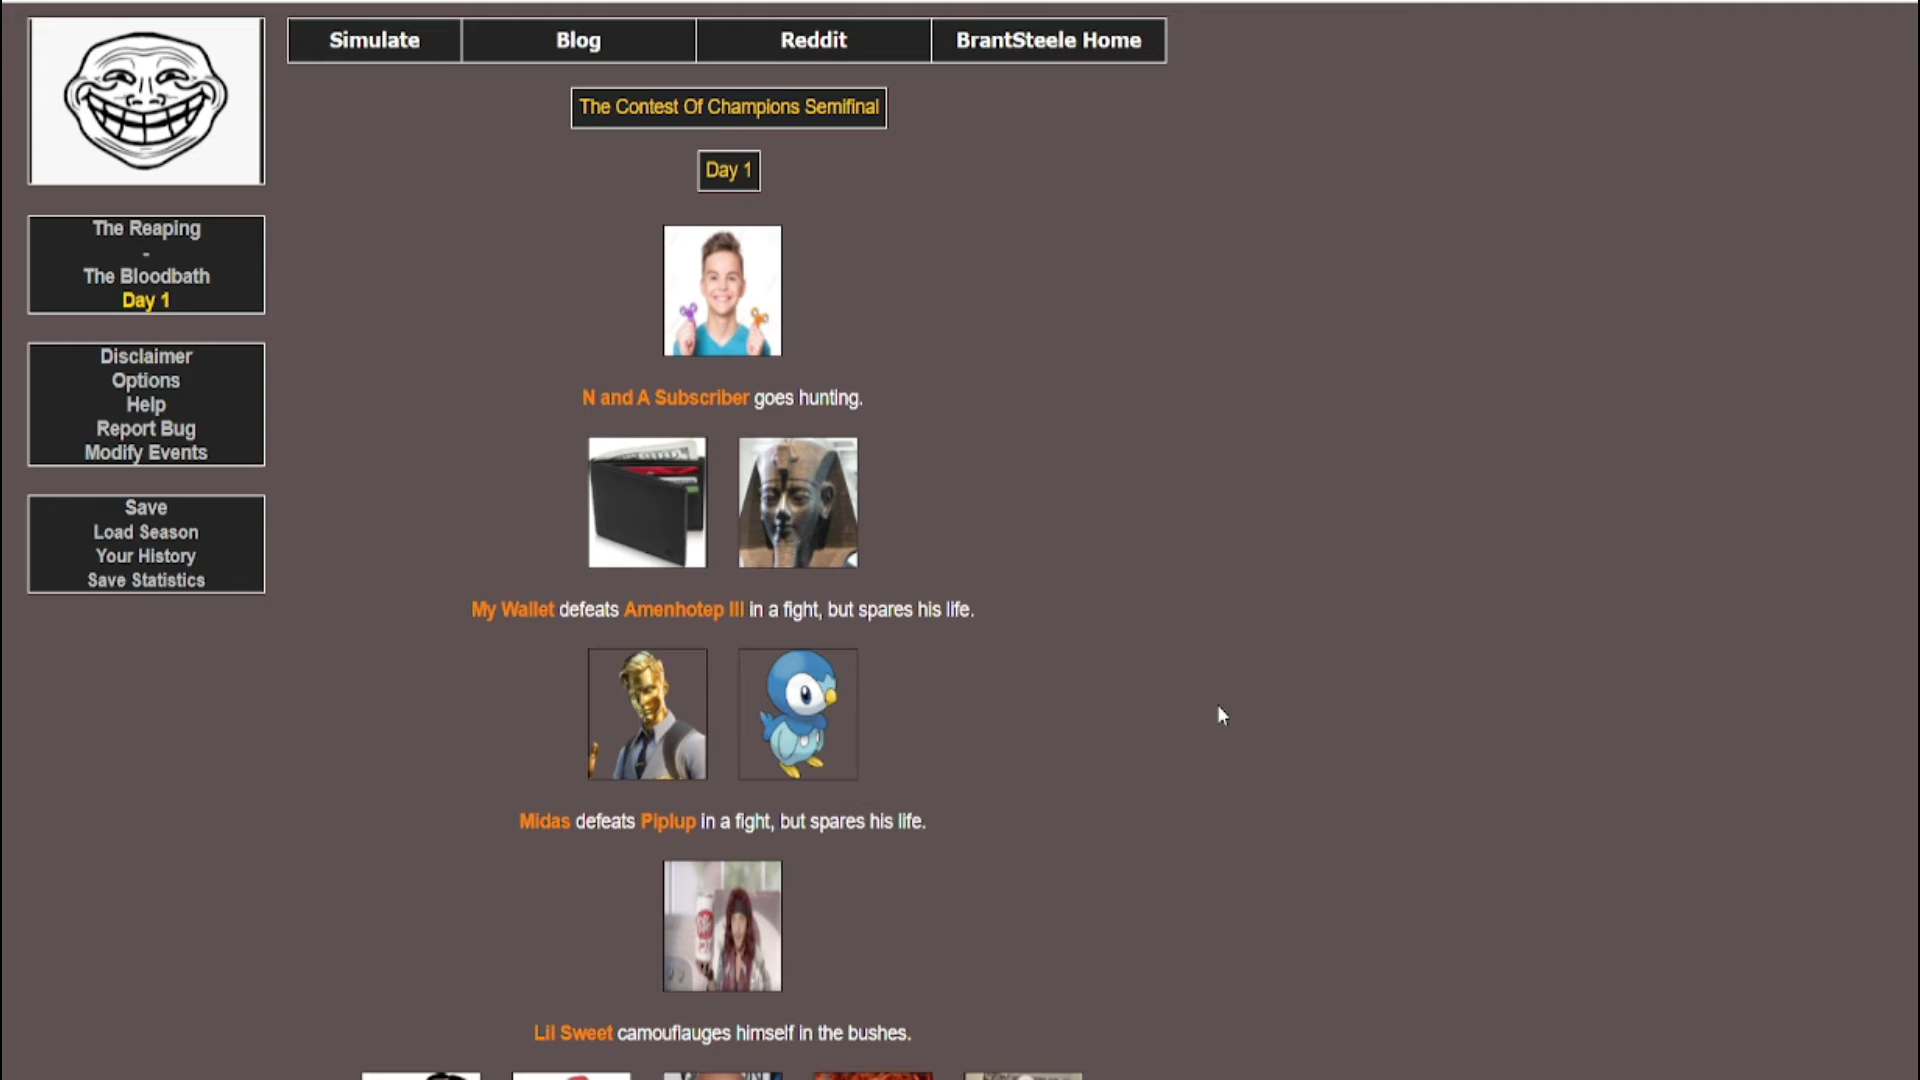 Simulate
Blog
Reddit
BrantSteele Home
The Contest Of Champions Semifinal
Day 1
The Reaping
-
The Bloodbath
Day 1
Disclaimer
Options
Help
Report Bug
Modify Events
Save
Load Season
Your History
Save Statistics
N and A Subscriber goes hunting.
My Wallet defeats Amenhotep III in a fight, but spares his life.
Midas defeats Piplup in a fight, but spares his life.
Lil Sweet camouflauges himself in the bushes.